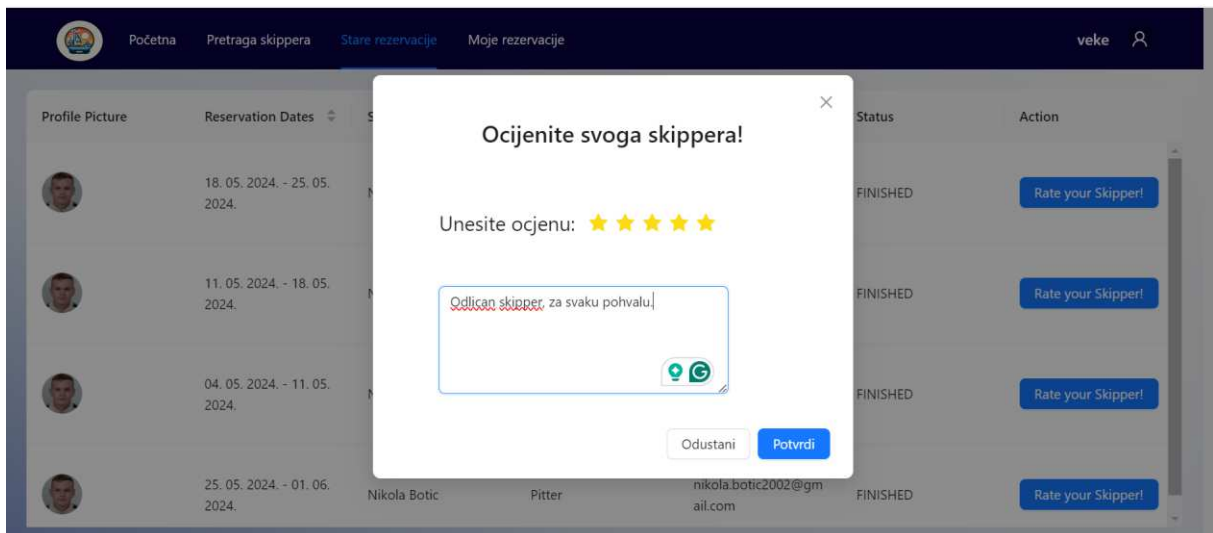 Početna Pretraga skippera Stare rezervacije Moje rezervacije veke
Profile Picture Reservation Dates S Status Action
Ocijenite svoga skippera!
18. 05. 2024. - 25. 05.
2024.
N
FINISHED Rate your Skipper!
Unesite ocjenu:
11. 05. 2024. - 18. 05.
2024.
N
FINISHED Rate your Skipper!
Odlican skipper, za svaku pohvalu.
04. 05. 2024. - 11. 05.
2024.
N
FINISHED Rate your Skipper!
Odustani Potvrdi
25. 05. 2024. - 01. 06.
2024.
Nikola Botic Pitter
nikola.botic2002@gm
ail.com
FINISHED Rate your Skipper!